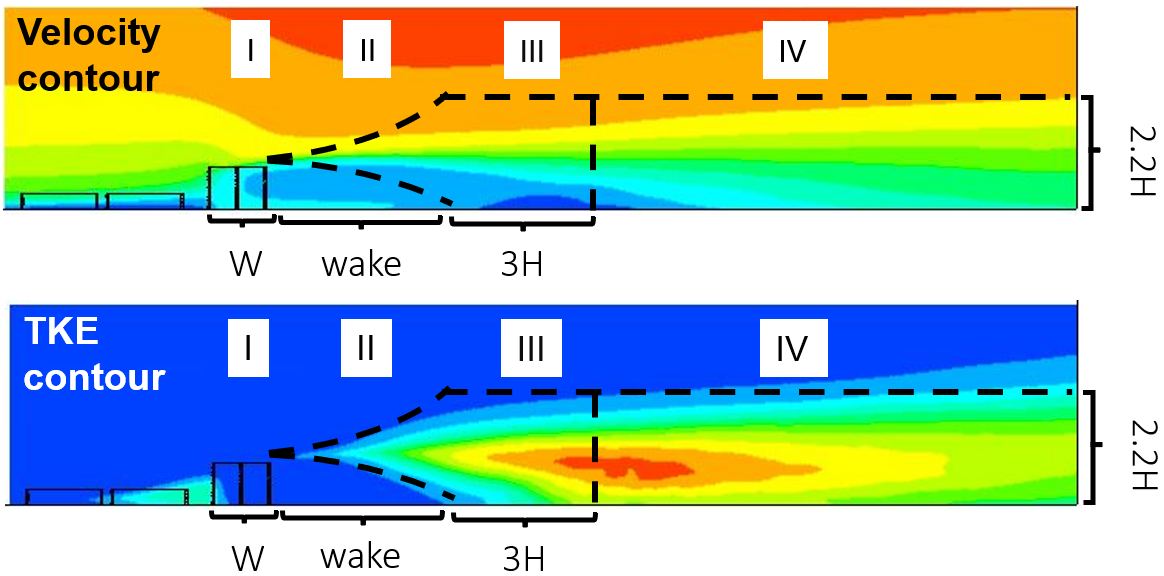 Velocity
contour
I
II
III
IV
2.2H
W
wake
3H
TKE
contour
I
II
III
IV
2.2H
W
wake
3H